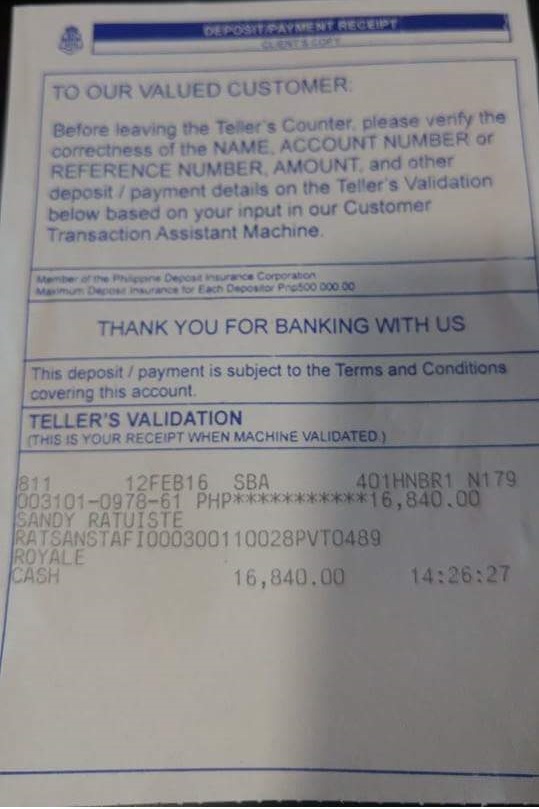 DEPOSIT/PAYMENT RECEIPT
CLIENT'S COPY
TO OUR VALUED CUSTOMER:
Before leaving the Teller's Counter, please verify the
correctness of the NAME, ACCOUNT NUMBER or
REFERENCE NUMBER, AMOUNT, and other
deposit / payment details on the Teller's Validation
below based on your input in our Customer
Transaction Assistant Machine.
Member of the Philippine Deposit Insurance Corporation
Maximum Deposit Insurance for Each Depositor Php500,000.00
THANK YOU FOR BANKING WITH US
This deposit / payment is subject to the Terms and Conditions
covering this account.
TELLER'S VALIDATION
(THIS IS YOUR RECEIPT WHEN MACHINE VALIDATED.)
811 12FEB16 SBA 401HNBR1 N179
003101-0978-61 PHP***********16,840.00
SANDY RATUISTE
RATSANSTAFI000300110028PVT0489
ROYALE
CASH 16,840.00 14:26:27